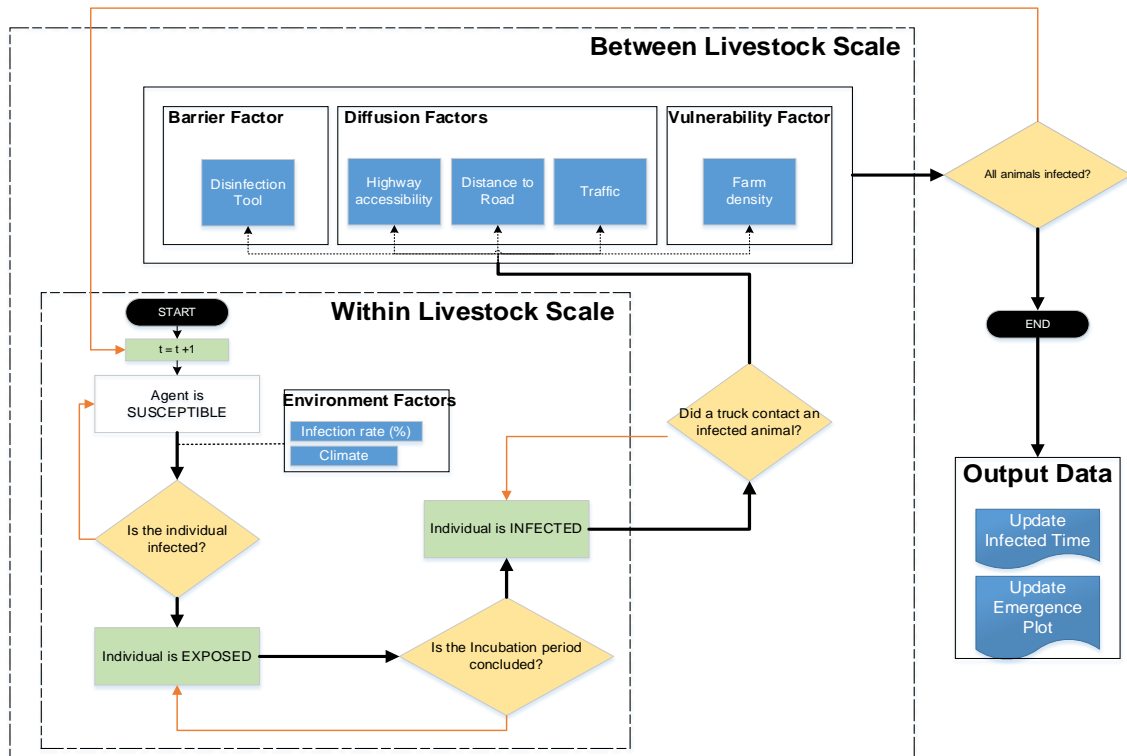 Between Livestock Scale
Barrier Factor
Disinfection
Tool
Diffusion Factors
Highway
accessibility
Distance to
Road
Traffic
Vulnerability Factor
Farm
density
All animals infected?
END
Output Data
Update
Infected Time
Update
Emergence
Plot
Within Livestock Scale
START
t = t +1
Agent is
SUSCEPTIBLE
Environment Factors
Infection rate (%)
Climate
Is the individual
infected?
Individual is EXPOSED
Is the Incubation period
concluded?
Individual is INFECTED
Did a truck contact an
infected animal?